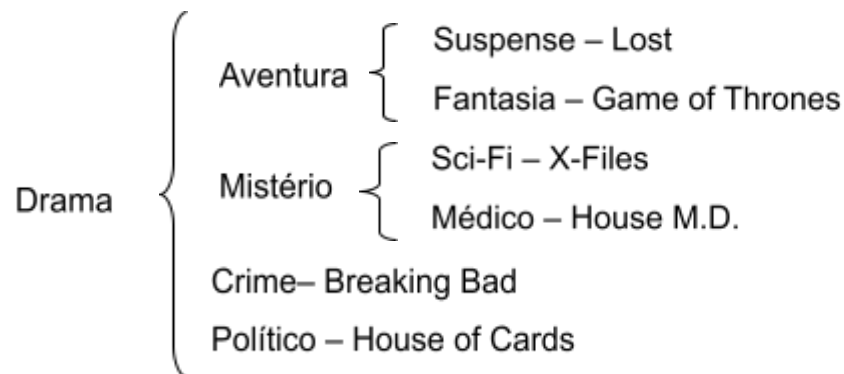 Drama
Aventura
Suspense – Lost
Fantasia – Game of Thrones
Mistério
Sci-Fi – X-Files
Médico – House M.D.
Crime– Breaking Bad
Político – House of Cards